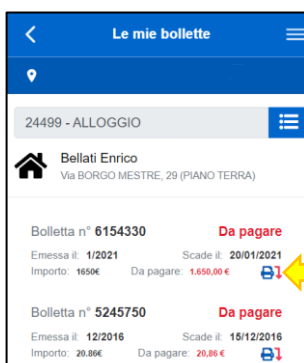 Le mie bollette
24499 - ALLOGGIO
Bellati Enrico
Via BORGO MESTRE, 29 (PIANO TERRA)
Bolletta n° 6154330 Da pagare
Emessa il: 1/2021 Scade il: 20/01/2021
Importo: 1650€ Da pagare: 1.650,00 €
Bolletta n° 5245750 Da pagare
Emessa il: 12/2016 Scade il: 15/12/2016
Importo: 20.86€ Da pagare: 20,86 €